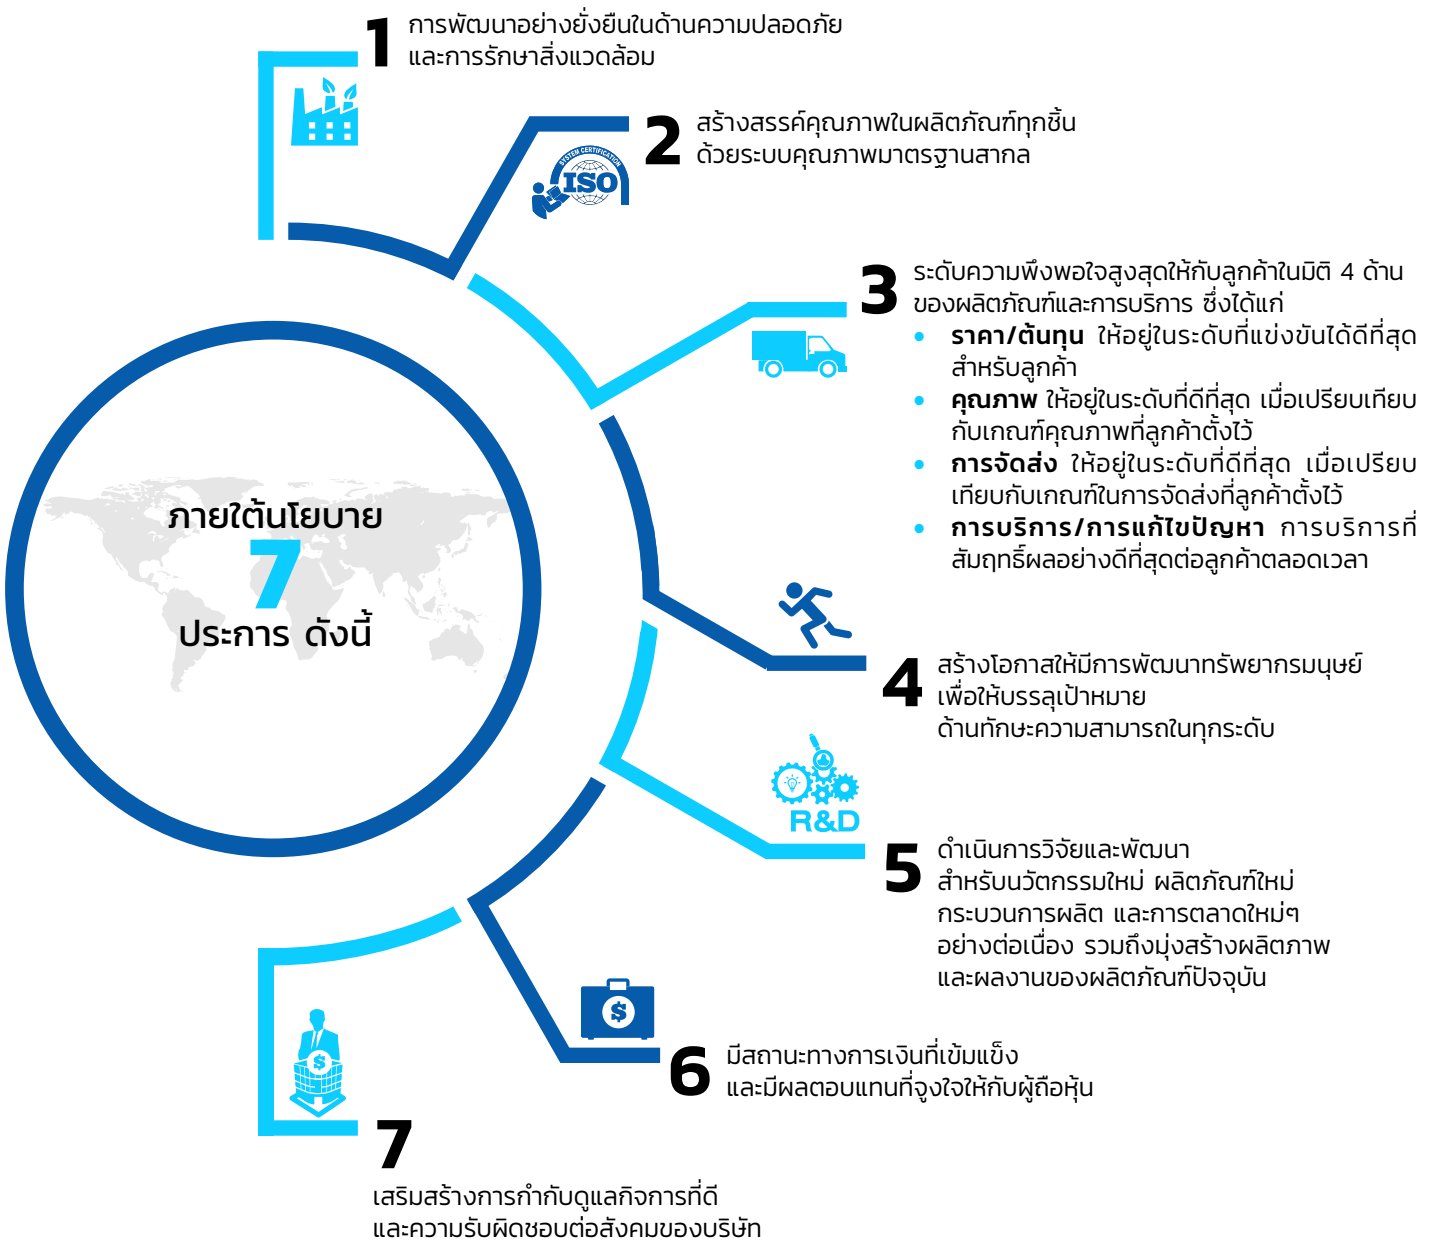 1 การพัฒนาอย่างยั่งยืนในด้านความปลอดภัย
และการรักษาสิ่งแวดล้อม
2 สร้างสรรค์คุณภาพในผลิตภัณฑ์ทุกชิ้น
ด้วยระบบคุณภาพมาตรฐานสากล
SYSTEM CERTIFICATION
ISO
3 ระดับความพึงพอใจสูงสุดให้กับลูกค้าในมิติ 4 ด้าน
ของผลิตภัณฑ์และการบริการ ซึ่งได้แก่
• ราคา/ต้นทุน ให้อยู่ในระดับที่แข่งขันได้ดีที่สุด
สำหรับลูกค้า
• คุณภาพ ให้อยู่ในระดับที่ดีที่สุด เมื่อเปรียบเทียบ
กับเกณฑ์คุณภาพที่ลูกค้าตั้งไว้
• การจัดส่ง ให้อยู่ในระดับที่ดีที่สุด เมื่อเปรียบ
เทียบกับเกณฑ์ในการจัดส่งที่ลูกค้าตั้งไว้
• การบริการ/การแก้ไขปัญหา การบริการที่
สัมฤทธิ์ผลอย่างดีที่สุดต่อลูกค้าตลอดเวลา
ภายใต้นโยบาย
7
ประการ ดังนี้
4 สร้างโอกาสให้มีการพัฒนาทรัพยากรมนุษย์
เพื่อให้บรรลุเป้าหมาย
ด้านทักษะความสามารถในทุกระดับ
R&D
5 ดำเนินการวิจัยและพัฒนา
สำหรับนวัตกรรมใหม่ ผลิตภัณฑ์ใหม่
กระบวนการผลิต และการตลาดใหม่ๆ
อย่างต่อเนื่อง รวมถึงมุ่งสร้างผลิตภาพ
และผลงานของผลิตภัณฑ์ปัจจุบัน
$
6 มีสถานะทางการเงินที่เข้มแข็ง
และมีผลตอบแทนที่จูงใจให้กับผู้ถือหุ้น
$
7
เสริมสร้างการกำกับดูแลกิจการที่ดี
และความรับผิดชอบต่อสังคมของบริษัท